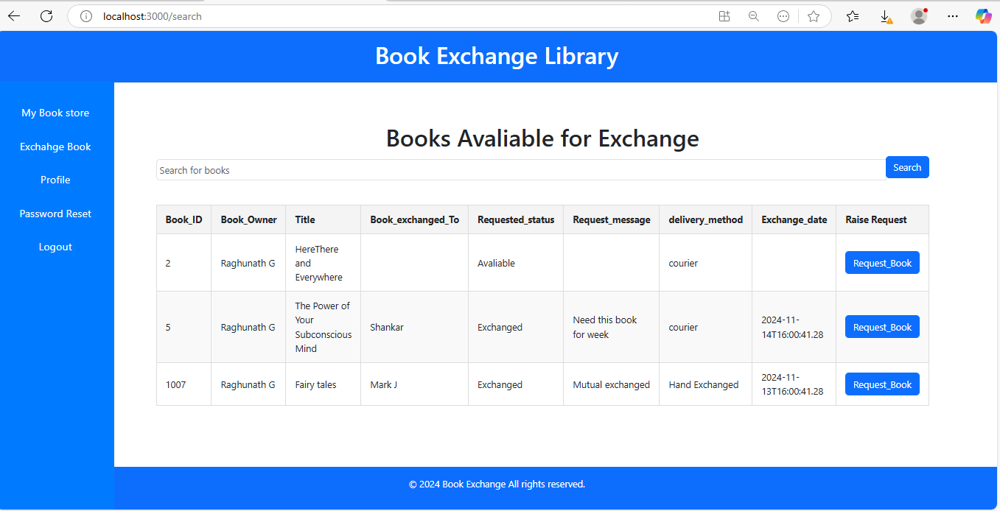 localhost:3000/search
Book Exchange Library
My Book store
Exchahge Book
Profile
Password Reset
Logout
Books Avaliable for Exchange
Search for books
Search
Book_ID Book_Owner Title Book_exchanged_To Requested_status Request_message delivery_method Exchange_date Raise Request
2 Raghunath G HereThere and Everywhere Avaliable courier Request_Book
5 Raghunath G The Power of Your Subconscious Mind Shankar Exchanged Need this book for week courier 2024-11-14T16:00:41.28 Request_Book
1007 Raghunath G Fairy tales Mark J Exchanged Mutual exchanged Hand Exchanged 2024-11-13T16:00:41.28 Request_Book
© 2024 Book Exchange All rights reserved.